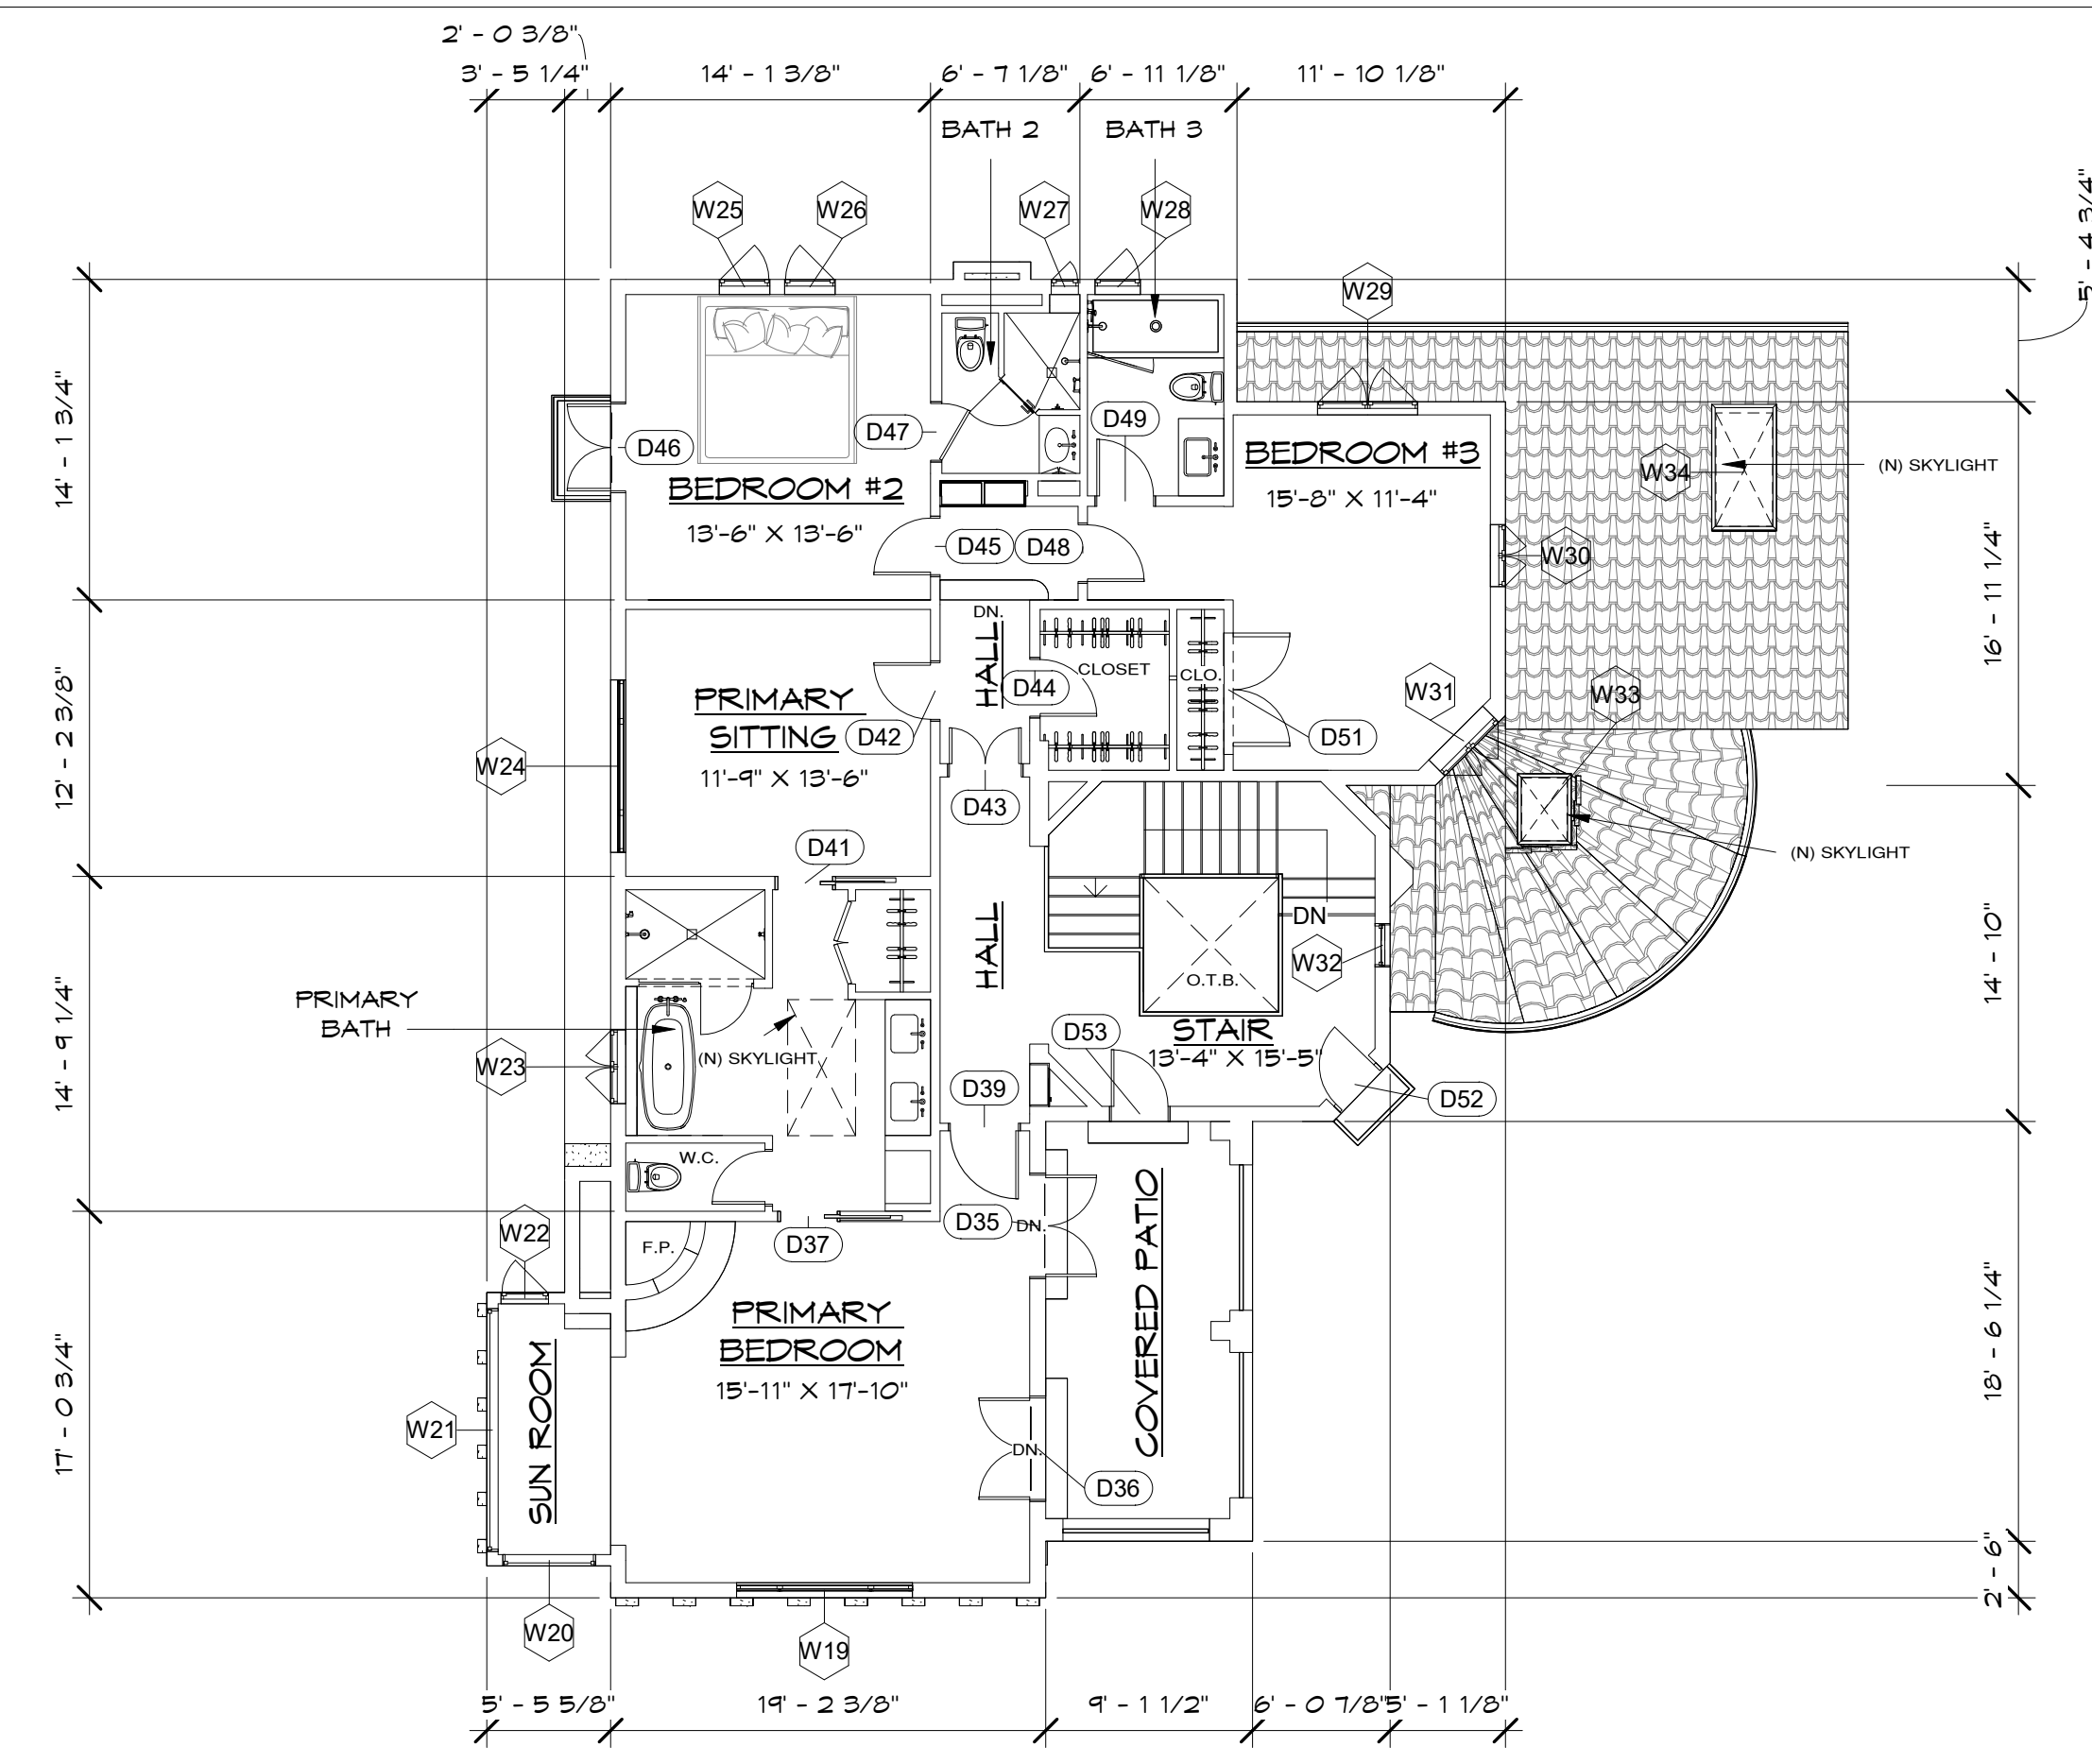 2' - 0 3/8"
3' - 5 1/4"
14' - 1 3/8"
6' - 7 1/8"
6' - 11 1/8"
11' - 10 1/8"
BATH 2
BATH 3
5' - 4 3/4"
W25
W26
W27
W28
W29
14' - 1 3/4"
D46
D47
D49
BEDROOM #2
13'-6" X 13'-6"
BEDROOM #3
15'-8" X 11'-4"
W34
(N) SKYLIGHT
D45
D48
W30
16' - 11 1/4"
DN.
HALL
CLOSET
CLO.
D44
W31
W33
12' - 2 3/8"
PRIMARY
SITTING
11'-9" X 13'-6"
D42
D51
W24
D43
D41
(N) SKYLIGHT
HALL
DN
O.T.B.
W32
14' - 10"
PRIMARY
BATH
14' - 9 1/4"
W23
(N) SKYLIGHT
STAIR
13'-4" X 15'-5"
D53
D39
D52
W.C.
W22
F.P.
D37
D35
DN.
COVERED PATIO
18' - 6 1/4"
PRIMARY
BEDROOM
15'-11" X 17'-10"
17' - 0 3/4"
W21
SUN ROOM
DN.
D36
2' - 6"
W20
W19
5' - 5 5/8"
19' - 2 3/8"
9' - 1 1/2"
6' - 0 7/8"
5' - 1 1/8"